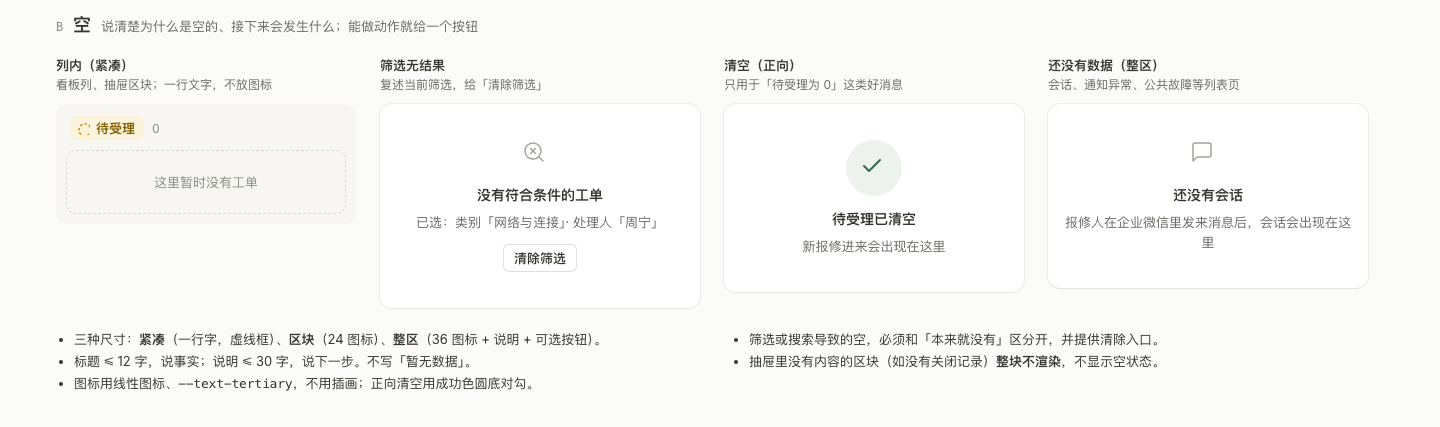 B 空 说清楚为什么是空的、接下来会发生什么；能做动作就给一个按钮
列内（紧凑）
看板列、抽屉区块；一行文字，不放图标
待受理 0
这里暂时没有工单
筛选无结果
复述当前筛选，给「清除筛选」
没有符合条件的工单
已选：类别「网络与连接」· 处理人「周宁」
清除筛选
清空（正向）
只用于「待受理为 0」这类好消息
待受理已清空
新报修进来会出现在这里
还没有数据（整区）
会话、通知异常、公共故障等列表页
还没有会话
报修人在企业微信里发来消息后，会话会出现在这
里
• 三种尺寸：紧凑（一行字，虚线框）、区块（24 图标）、整区（36 图标 + 说明 + 可选按钮）。
• 标题 ≤ 12 字，说事实；说明 ≤ 30 字，说下一步。不写「暂无数据」。
• 图标用线性图标、--text-tertiary，不用插画；正向清空用成功色圆底对勾。
• 筛选或搜索导致的空，必须和「本来就没有」区分开，并提供清除入口。
• 抽屉里没有内容的区块（如没有关闭记录）整块不渲染，不显示空状态。